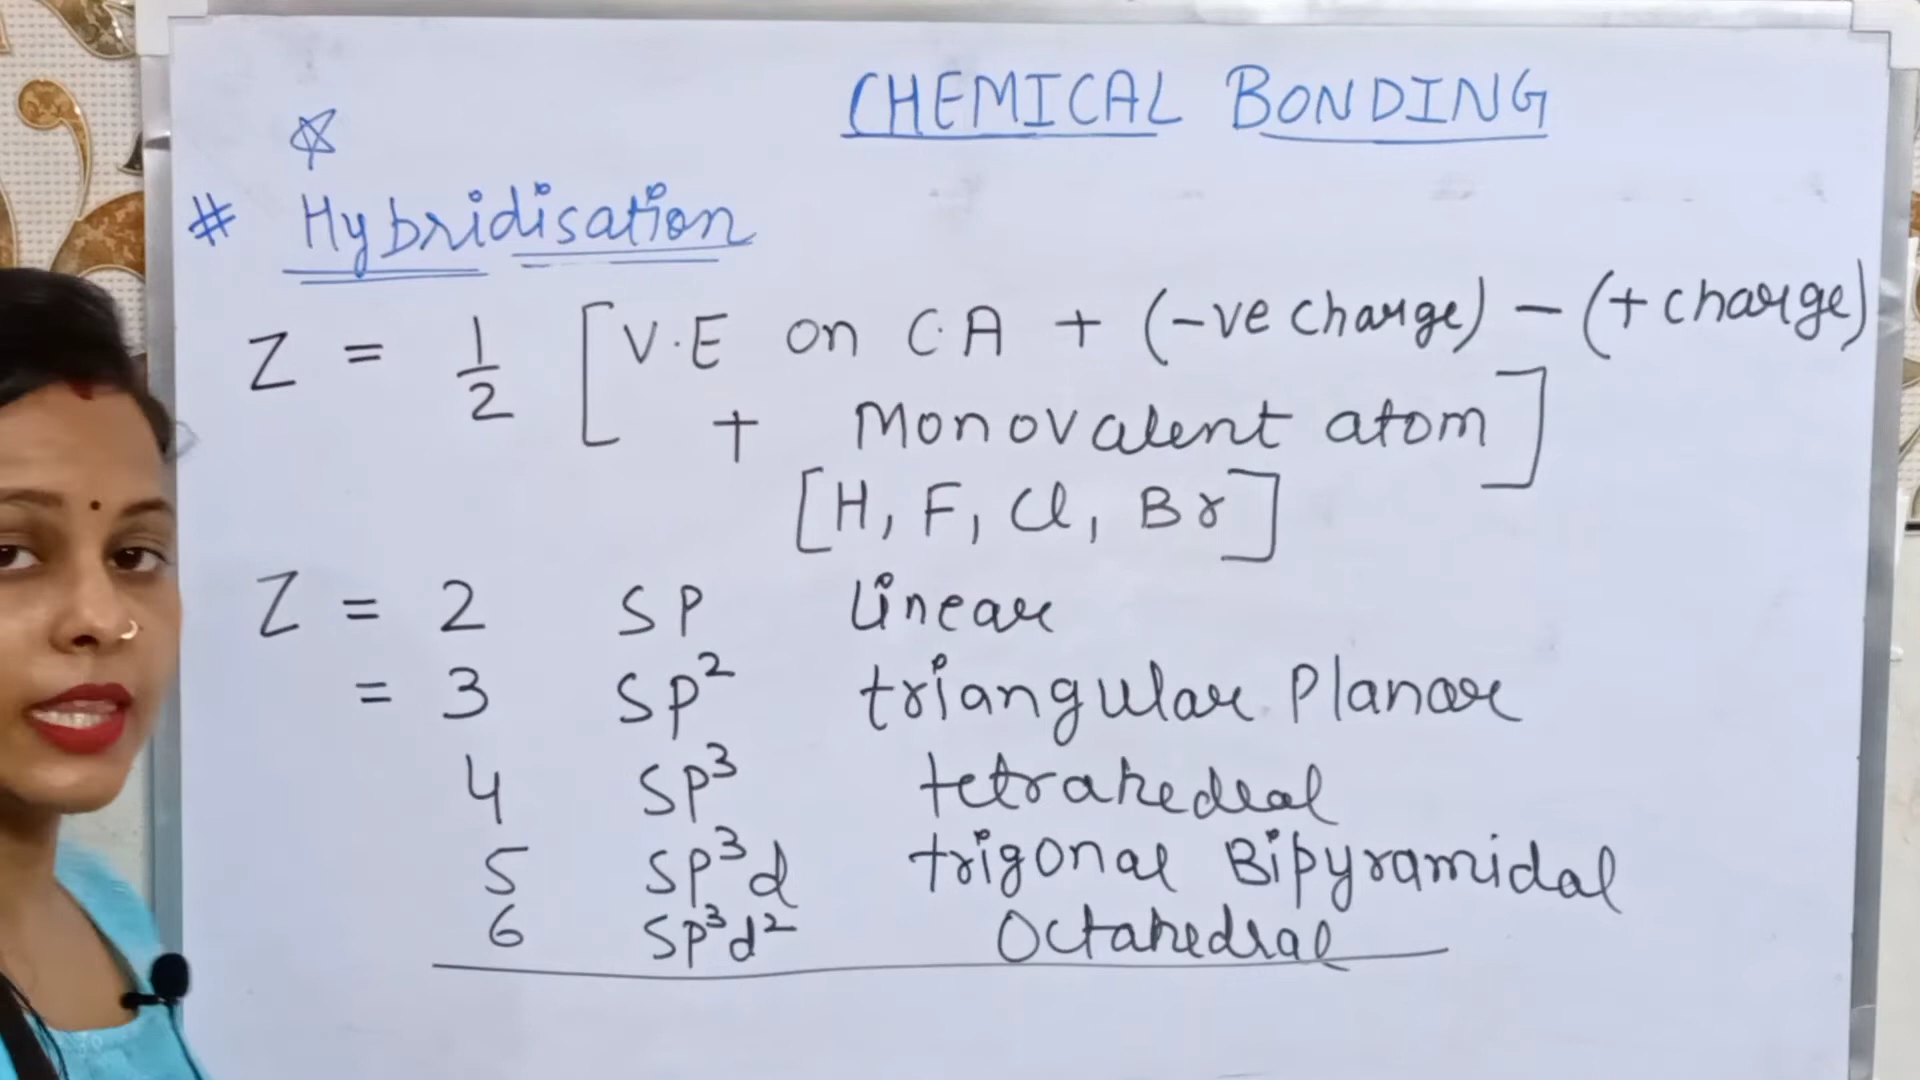 CHEMICAL BONDING
# Hybridisation
Z = 1/2 [V.E on C.A + (-ve charge) - (+ charge)
+ Monovalent atom]
[H, F, Cl, Br]
Z = 2 SP linear
= 3 SP² triangular Planar
4 SP³ tetrahedral
5 SP³d trigonal Bipyramidal
6 SP³d² Octahedral